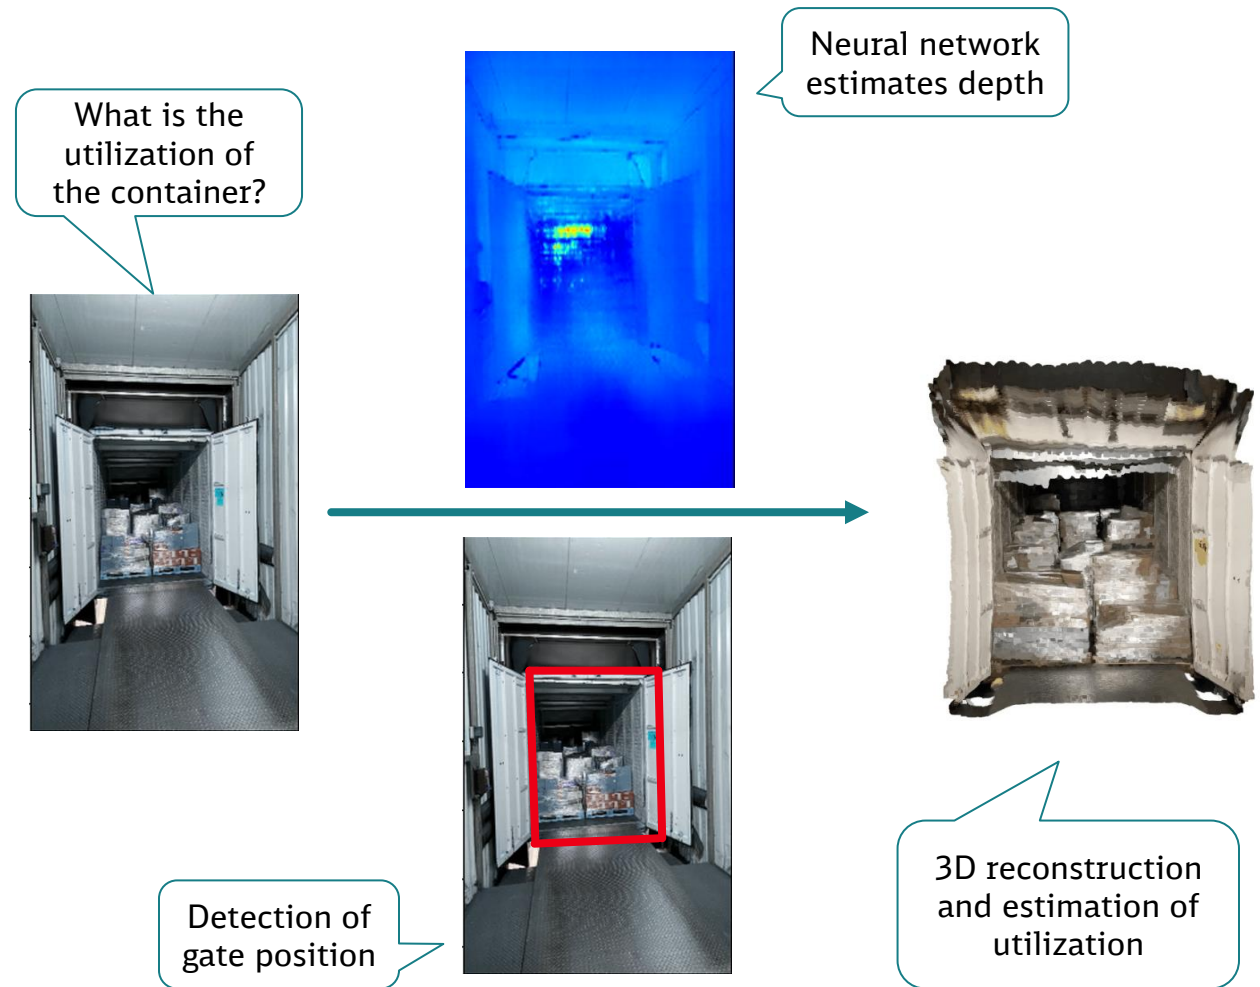 Neural network
estimates depth
What is the
utilization of
the container?
Detection of
gate position
3D reconstruction
and estimation of
utilization